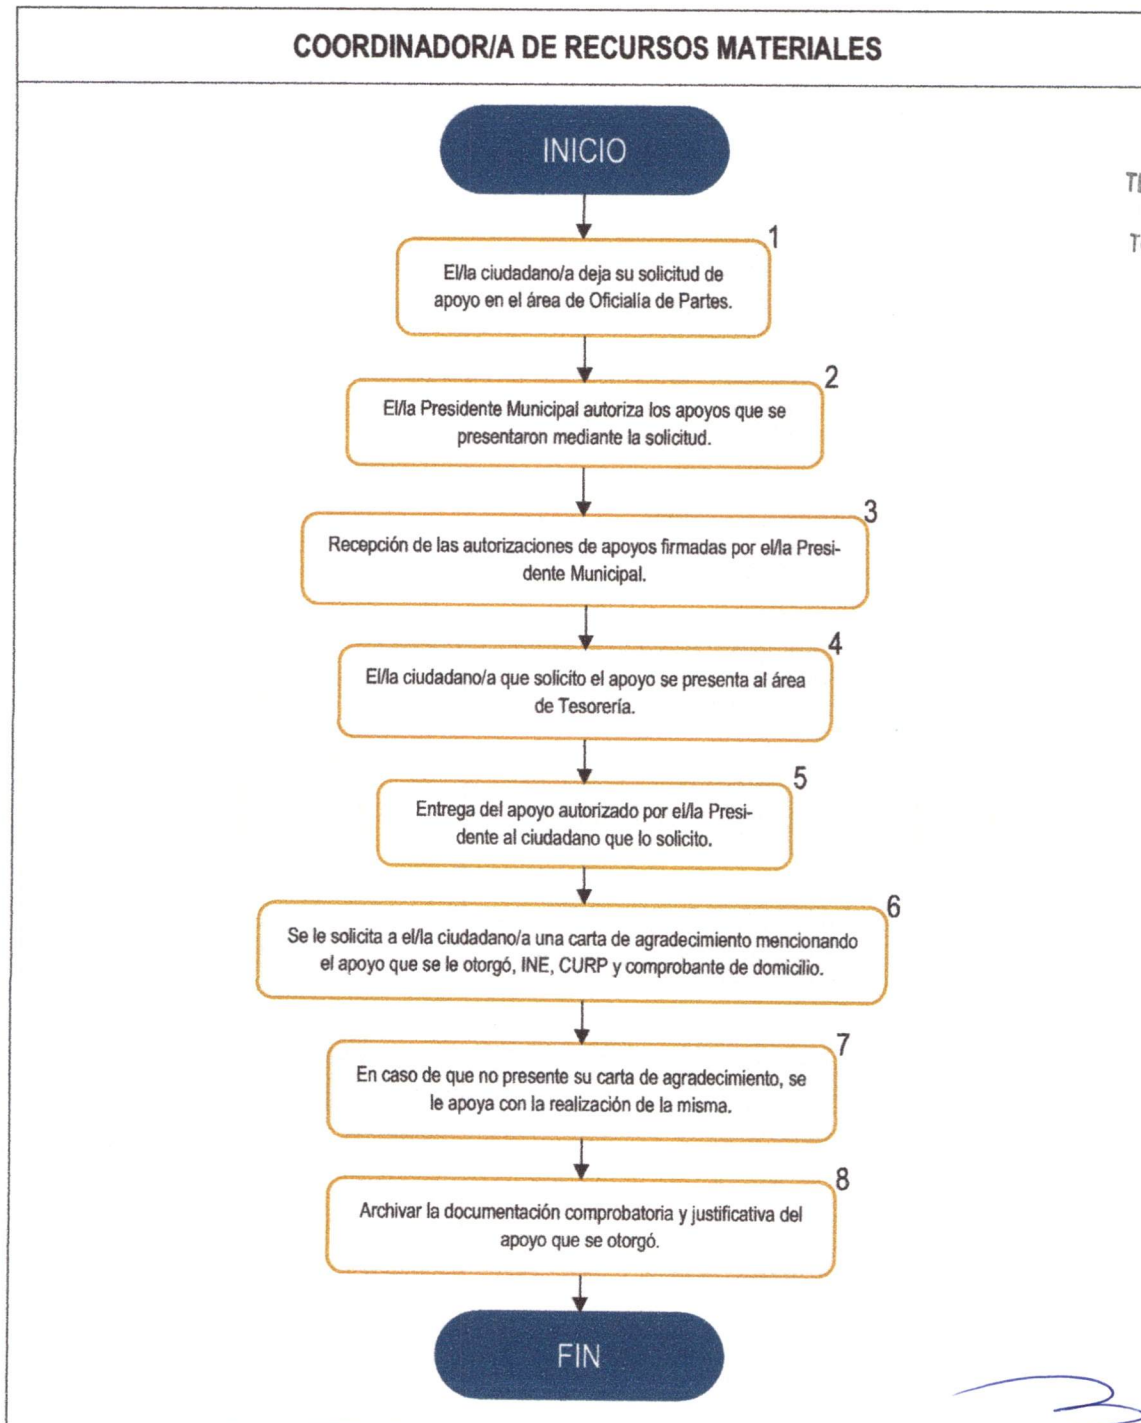 COORDINADOR/A DE RECURSOS MATERIALES
INICIO
1
El/la ciudadano/a deja su solicitud de
apoyo en el área de Oficialía de Partes.
2
El/la Presidente Municipal autoriza los apoyos que se
presentaron mediante la solicitud.
3
Recepción de las autorizaciones de apoyos firmadas por el/la Presi-
dente Municipal.
4
El/la ciudadano/a que solicito el apoyo se presenta al área
de Tesorería.
5
Entrega del apoyo autorizado por el/la Presi-
dente al ciudadano que lo solicito.
6
Se le solicita a el/la ciudadano/a una carta de agradecimiento mencionando
el apoyo que se le otorgó, INE, CURP y comprobante de domicilio.
7
En caso de que no presente su carta de agradecimiento, se
le apoya con la realización de la misma.
8
Archivar la documentación comprobatoria y justificativa del
apoyo que se otorgó.
FIN